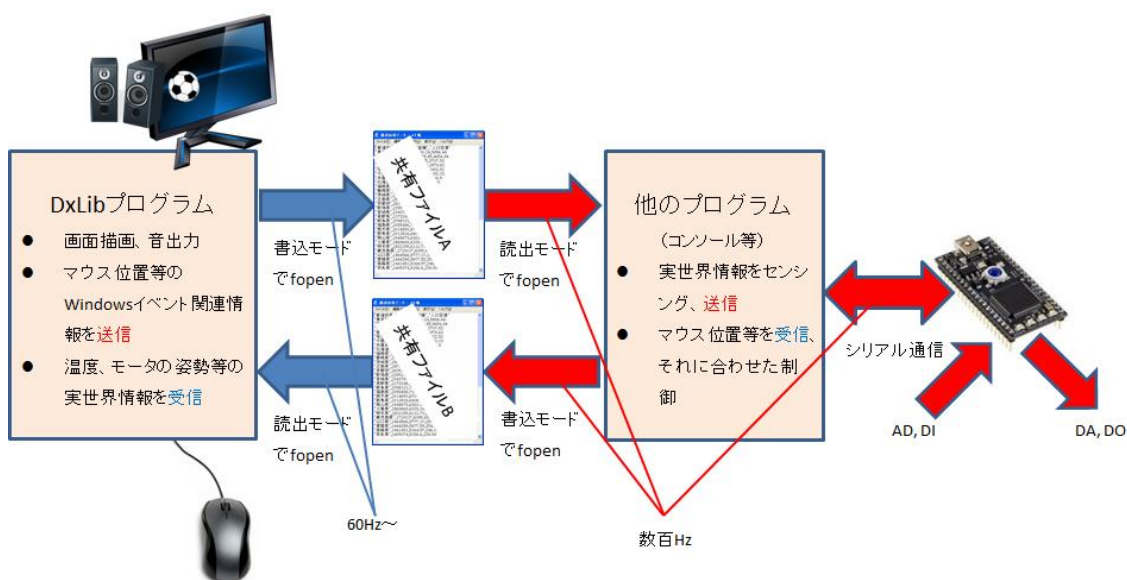 DxLibプログラム
● 画面描画、音出力
● マウス位置等の
Windowsイベント関連情
報を送信
● 温度、モータの姿勢等の
実世界情報を受信
書込モード
でfopen
共有ファイルA
読出モード
でfopen
読出モード
でfopen
共有ファイルB
書込モード
でfopen
他のプログラム
(コンソール等)
● 実世界情報をセンシ
ング、送信
● マウス位置等を受信、
それに合わせた制
御
シリアル通信
AD, DI
DA, DO
60Hz～
数百Hz